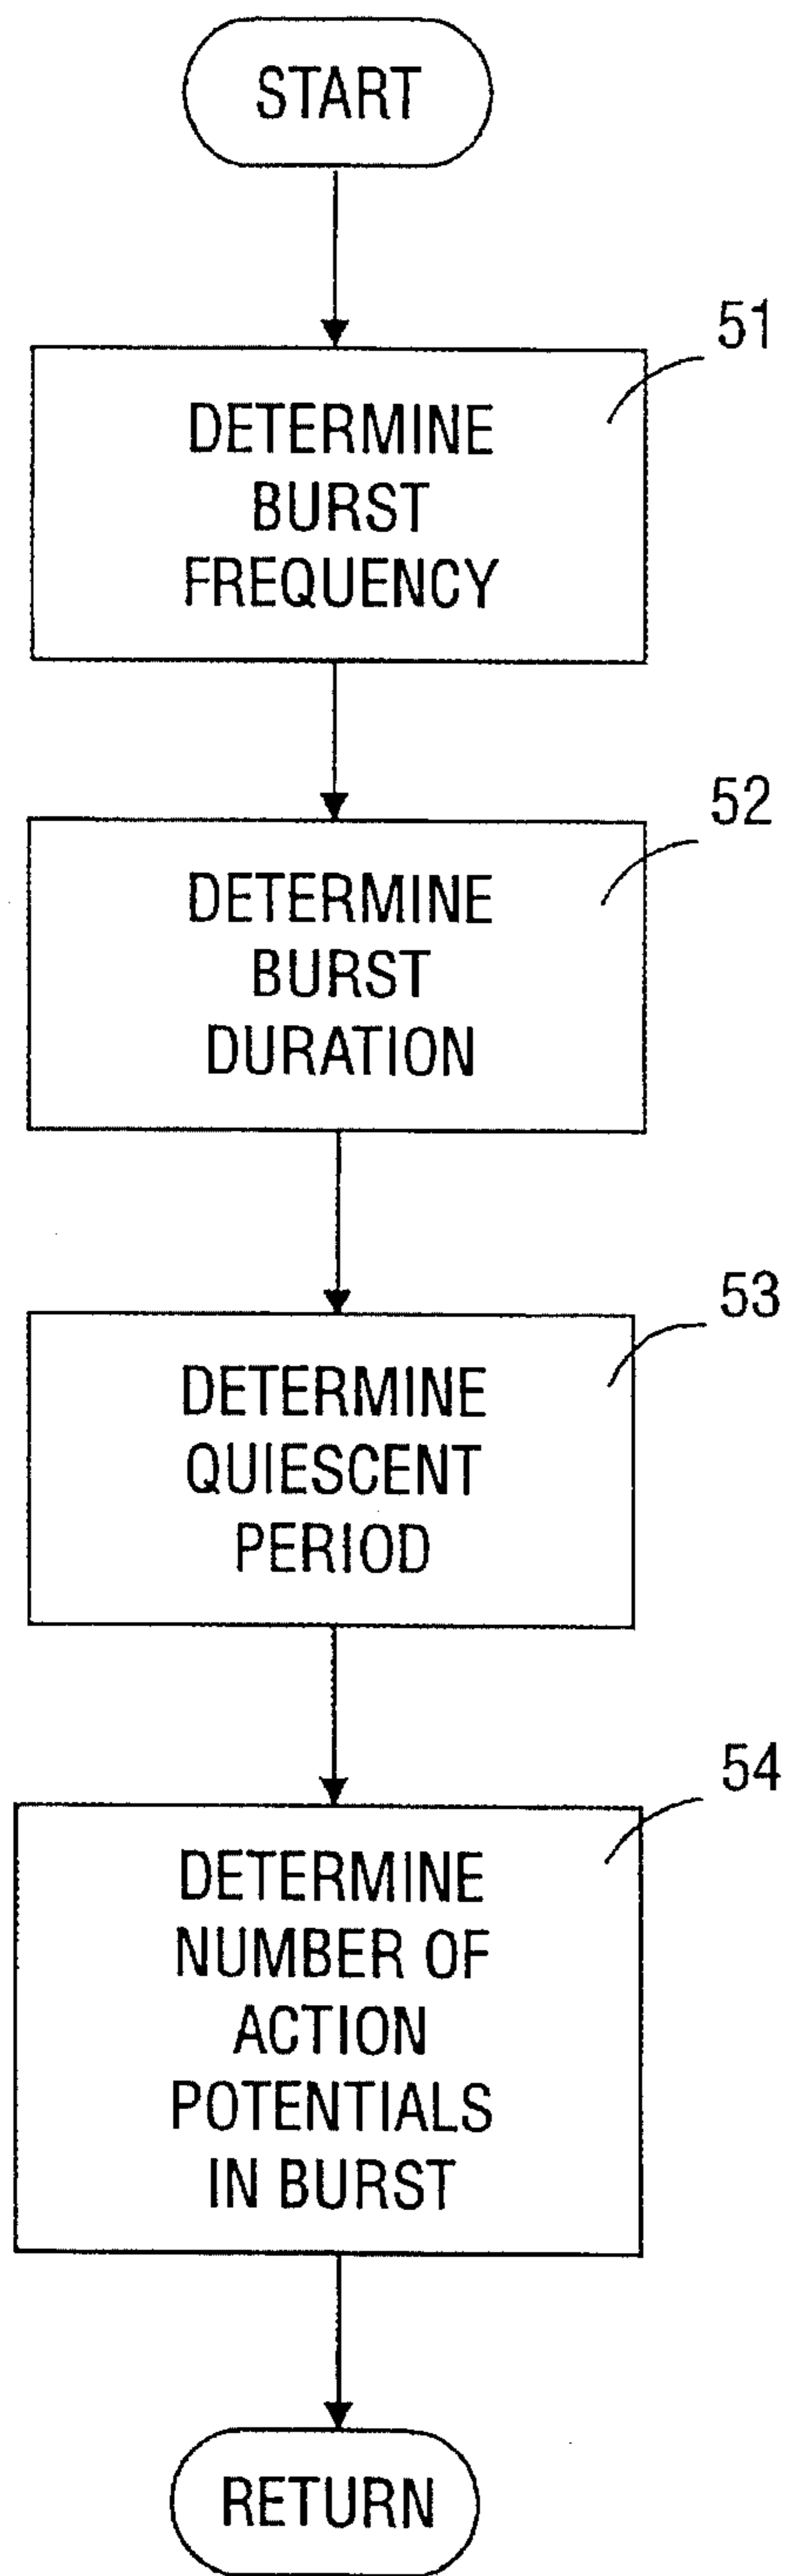 START
51
DETERMINE
BURST
FREQUENCY
52
DETERMINE
BURST
DURATION
53
DETERMINE
QUIESCENT
PERIOD
54
DETERMINE
NUMBER OF
ACTION
POTENTIALS
IN BURST
RETURN